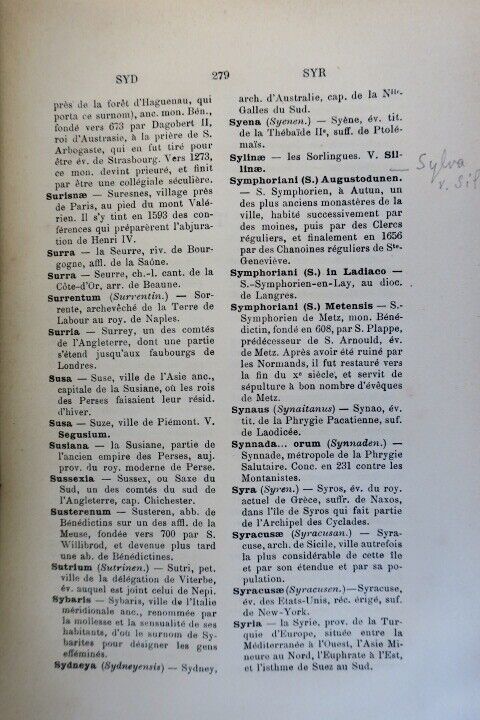 SYD 279 SYR
près de la forêt d'Haguenau, qui
porta ce surnom), anc. mon. Bén.,
fondé vers 673 par Dagobert II,
roi d'Austrasie, à la prière de S.
Arbogaste, qui en fut tiré pour
être év. de Strasbourg. Vers 1273,
ce mon. devint prieuré, et finit
par être une collégiale séculière.
Surisnæ — Suresnes, village près
de Paris, au pied du mont Valé-
rien. Il s'y tint en 1593 des con-
férences qui préparèrent l'abjura-
tion de Henri IV.
Surra — la Seurre, riv. de Bour-
gogne, affl. de la Saône.
Surra — Seurre, ch.-l. cant. de la
Côte-d'Or, arr. de Beaune.
Surrentum (Surrentin.) — Sor-
rente, archevêché de la Terre de
Labour au roy. de Naples.
Surria — Surrey, un des comtés
de l'Angleterre, dont une partie
s'étend jusqu'aux faubourgs de
Londres.
Susa — Suse, ville de l'Asie anc.,
capitale de la Susiane, où les rois
des Perses faisaient leur résid.
d'hiver.
Susa — Suze, ville de Piémont. V.
Segusium.
Susiana — la Susiane, partie de
l'ancien empire des Perses, auj.
prov. du roy. moderne de Perse.
Sussexia — Sussex, ou Saxe du
Sud, un des comtés du sud de
l'Angleterre, cap. Chichester.
Susterenum — Susteren, abb. de
Bénédictins sur un des affl. de la
Meuse, fondée vers 700 par S.
Willibrod, et devenue plus tard
une ab. de Bénédictines.
Sutrium (Sutrinen.) — Sutri, pet.
ville de la délégation de Viterbe,
év. auquel est joint celui de Nepi.
Sybaris — Sybaris, ville de l'Italie
méridionale anc., renommée par
la mollesse et la sensualité de ses
habitants, d'où le surnom de Sy-
barites pour désigner les gens
efféminés.
Sydneya (Sydneyensis) — Sydney,
arch. d'Australie, cap. de la Nlle-
Galles du Sud.
Syena (Syenen.) — Syène, év. tit.
de la Thébaïde IIe, suff. de Ptolé-
maïs.
Sylinæ — les Sorlingues. V. Sil-
linæ.
Symphoriani (S.) Augustodunen.
— S. Symphorien, à Autun, un
des plus anciens monastères de la
ville, habité successivement par
des moines, puis par des Clercs
réguliers, et finalement en 1656
par des Chanoines réguliers de Ste-
Geneviève.
Symphoriani (S.) in Ladiaco —
S.-Symphorien-en-Lay, au dioc.
de Langres.
Symphoriani (S.) Metensis — S.-
Symphorien de Metz, mon. Béné-
dictin, fondé en 608, par S. Plappe,
prédécesseur de S. Arnould, év.
de Metz. Après avoir été ruiné par
les Normands, il fut restauré vers
la fin du xe siècle, et servit de
sépulture à bon nombre d'évêques
de Metz.
Synaus (Synaitanus) — Synao, év.
tit. de la Phrygie Pacatienne, suf.
de Laodicée.
Synnada... orum (Synnaden.) —
Synnade, métropole de la Phrygie
Salutaire. Conc. en 231 contre les
Montanistes.
Syra (Syren.) — Syros, év. du roy.
actuel de Grèce, suffr. de Naxos,
dans l'île de Syros qui fait partie
de l'Archipel des Cyclades.
Syracusæ (Syracusan.) — Syra-
cuse, arch. de Sicile, ville autrefois
la plus considérable de cette île
et par son étendue et par sa po-
pulation.
Syracusæ (Syracusen.) — Syracuse,
év. des Etats-Unis, réc. érigé, suf.
de New-York.
Syria — la Syrie, prov. de la Tur-
quie d'Europe, située entre la
Méditerranée à l'Ouest, l'Asie Mi-
neure au Nord, l'Euphrate à l'Est,
et l'isthme de Suez au Sud.
Sylva
v. Sil